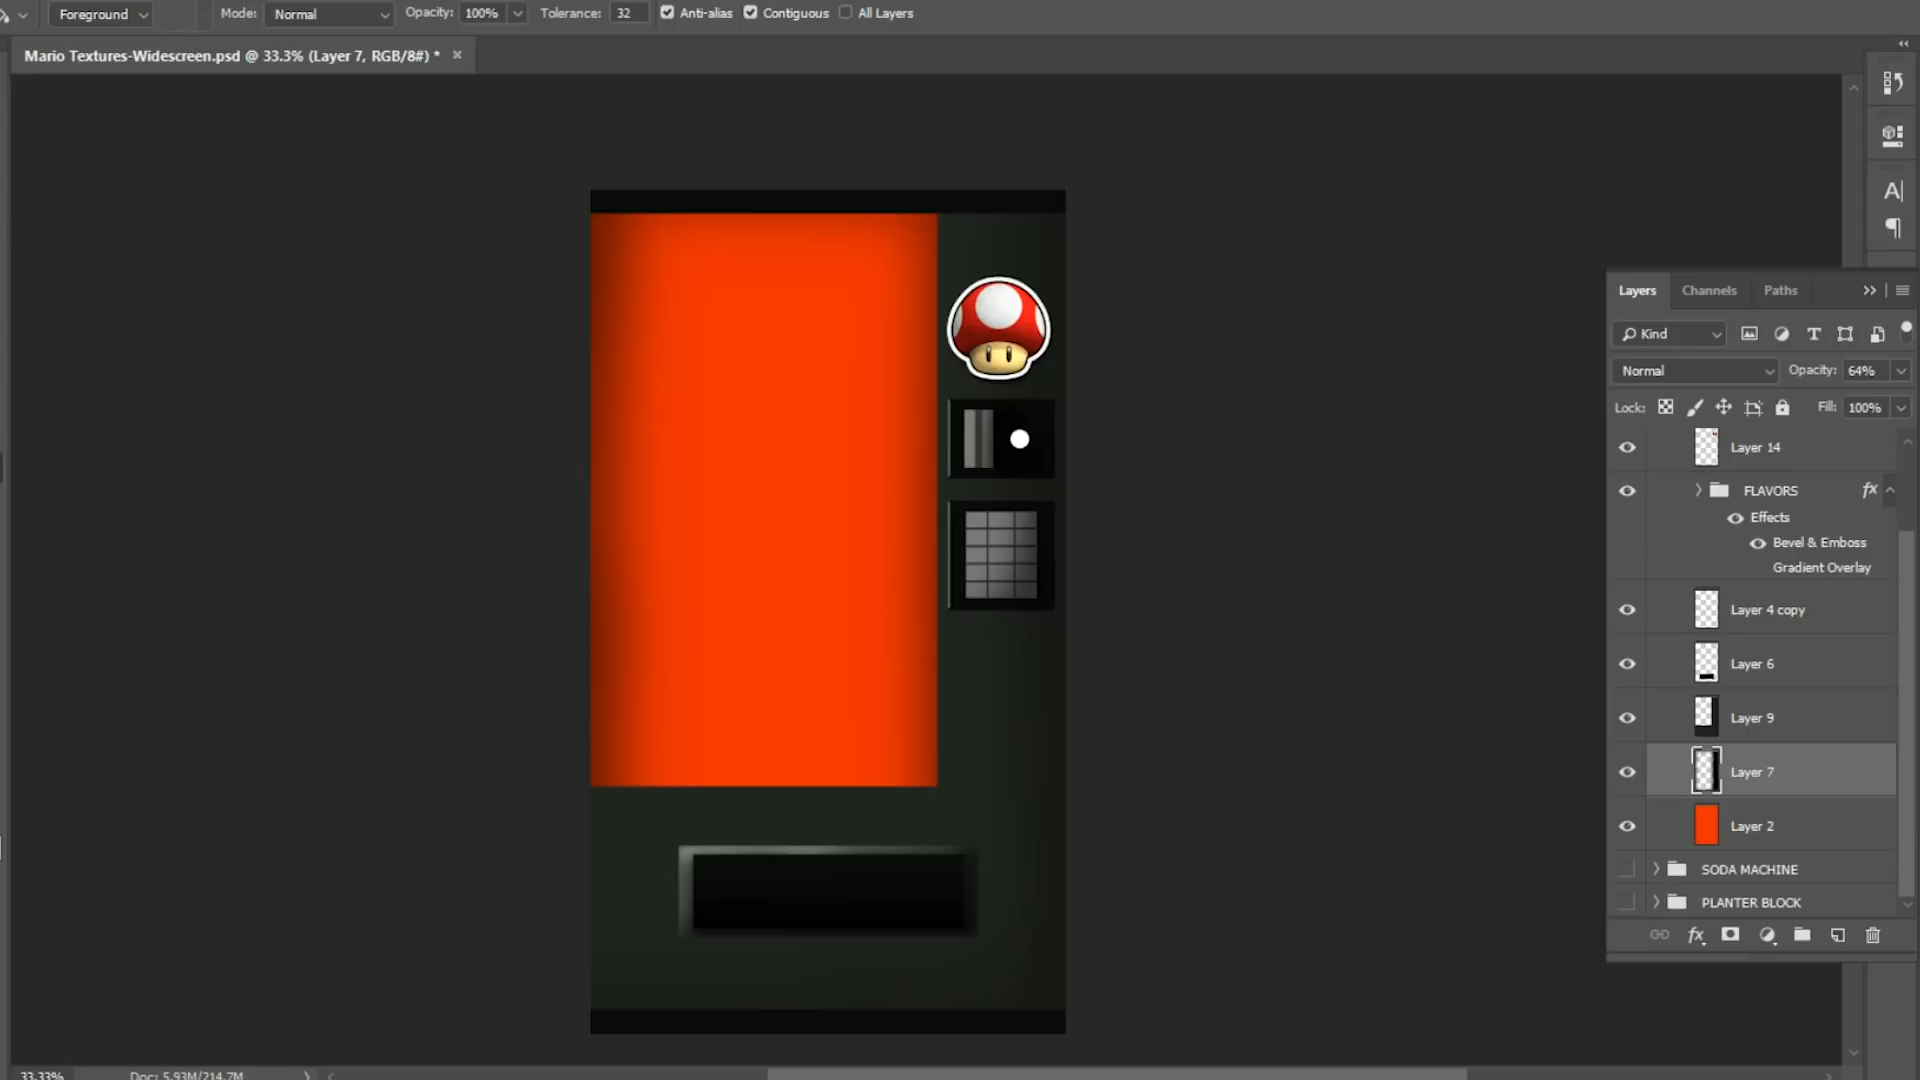 Foreground Mode: Normal Opacity: 100% Tolerance: 32 Anti-alias Contiguous All Layers
Mario Textures-Widescreen.psd @ 33.3% (Layer 7, RGB/8#) * ×
A|
Layers Channels Paths
Kind
Normal Opacity: 64%
Lock: Fill: 100%
Layer 14
FLAVORS fx
Effects
Bevel & Emboss
Gradient Overlay
Layer 4 copy
Layer 6
Layer 9
Layer 7
Layer 2
SODA MACHINE
PLANTER BLOCK
fx
33.33% Doc: 5.93M/214.7M